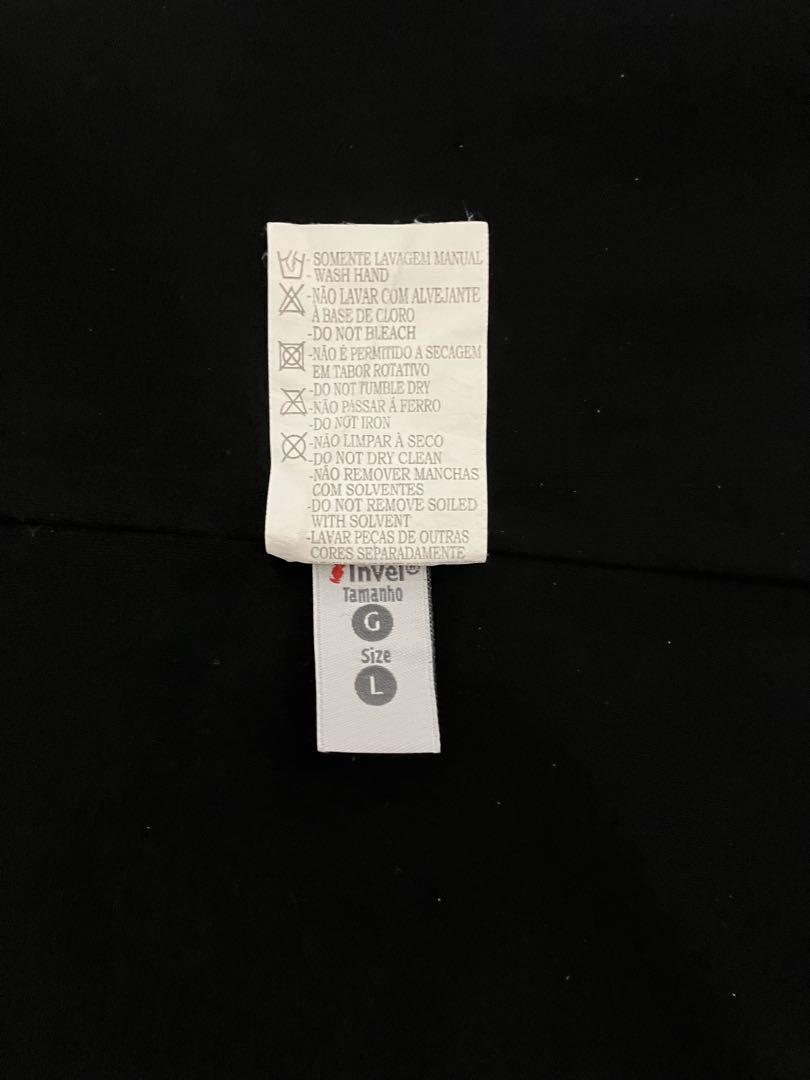 - SOMENTE LAVAGEM MANUAL
- WASH HAND
-NÃO LAVAR COM ALVEJANTE
À BASE DE CLORO
-DO NOT BLEACH
-NÃO É PERMITIDO A SECAGEM
EM TABOR ROTATIVO
-DO NOT TUMBLE DRY
-NÃO PASSAR Á FERRO
-DO NOT IRON
-NÃO LIMPAR À SECO
-DO NOT DRY CLEAN
-NÃO REMOVER MANCHAS
COM SOLVENTES
-DO NOT REMOVE SOILED
WITH SOLVENT
-LAVAR PEÇAS DE OUTRAS
CORES SEPARADAMENTE
Invel®
Tamanho
G
Size
L